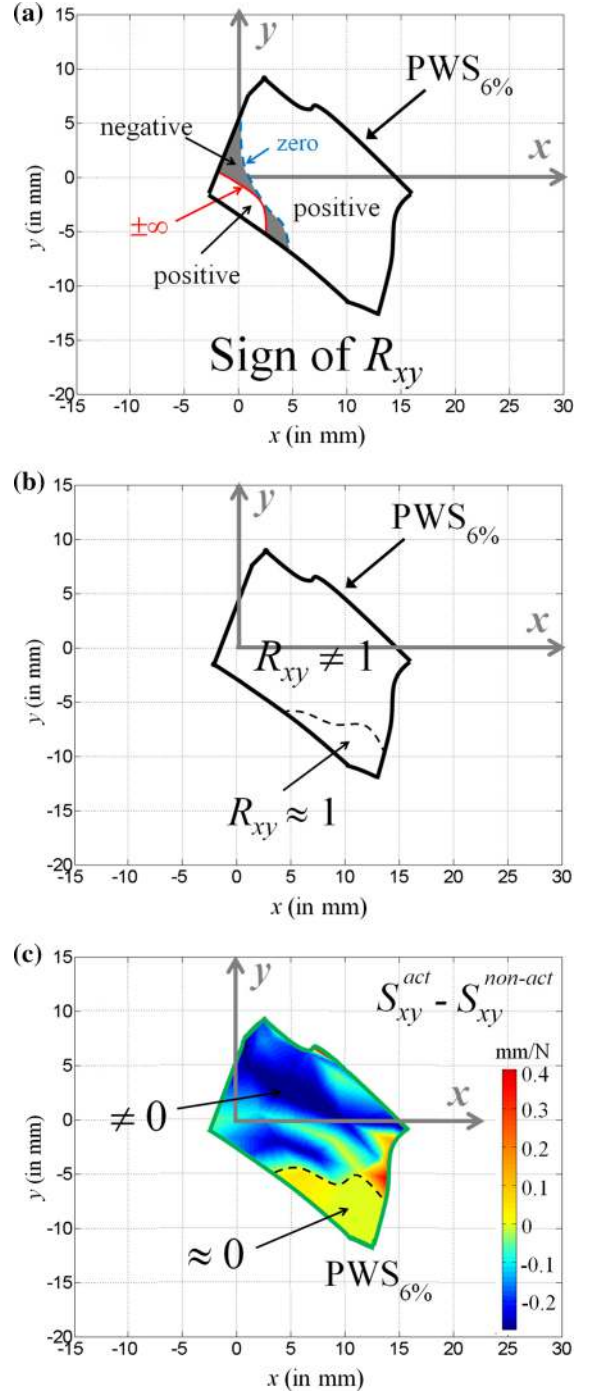 (a)
y
15
10
5
0
-5
-10
-15
-20
-15
-10
-5
0
5
10
15
20
25
30
y (in mm)
x (in mm)
PWS6%
x
negative
zero
positive
±∞
positive
Sign of Rxy
(b)
y
15
10
5
0
-5
-10
-15
-20
-15
-10
-5
0
5
10
15
20
25
30
y (in mm)
x (in mm)
PWS6%
x
Rxy ≠ 1
Rxy ≈ 1
(c)
y
15
10
5
0
-5
-10
-15
-20
-15
-10
-5
0
5
10
15
20
25
30
y (in mm)
x (in mm)
Sxy^act - Sxy^non-act
mm/N
0.4
0.3
0.2
0.1
0
-0.1
-0.2
x
≠ 0
≈ 0
PWS6%